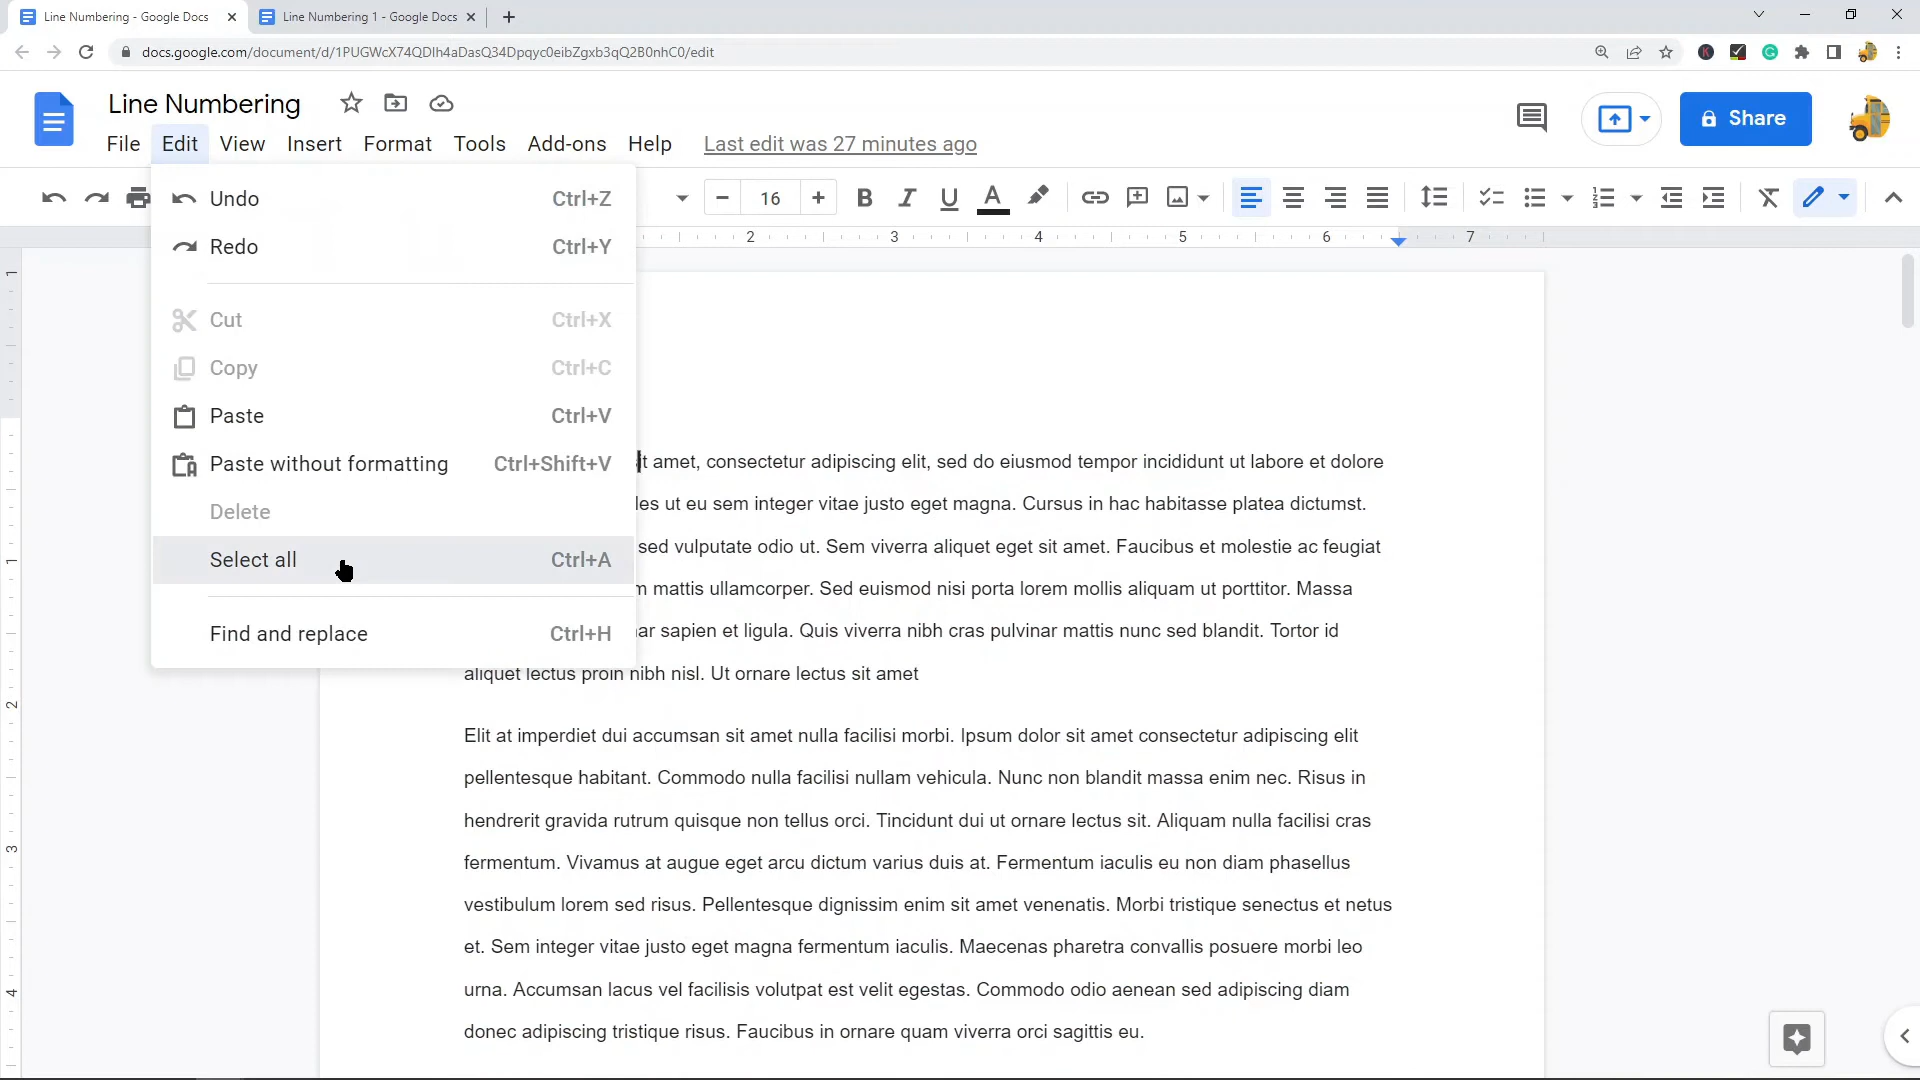 Line Numbering - Google Docs
Line Numbering 1 - Google Docs
docs.google.com/document/d/1PUGWcX74QDIh4aDasQ34Dpqyc0eibZgxb3qQ2B0nhC0/edit
Line Numbering
File Edit View Insert Format Tools Add-ons Help Last edit was 27 minutes ago
Share
16
2 3 4 5 6 7
Undo Ctrl+Z
Redo Ctrl+Y
Cut Ctrl+X
Copy Ctrl+C
Paste Ctrl+V
Paste without formatting Ctrl+Shift+V
Delete
Select all Ctrl+A
Find and replace Ctrl+H
1
1
2
3
4
it amet, consectetur adipiscing elit, sed do eiusmod tempor incididunt ut labore et dolore
les ut eu sem integer vitae justo eget magna. Cursus in hac habitasse platea dictumst.
sed vulputate odio ut. Sem viverra aliquet eget sit amet. Faucibus et molestie ac feugiat
m mattis ullamcorper. Sed euismod nisi porta lorem mollis aliquam ut porttitor. Massa
ar sapien et ligula. Quis viverra nibh cras pulvinar mattis nunc sed blandit. Tortor id
aliquet lectus proin nibh nisl. Ut ornare lectus sit amet
Elit at imperdiet dui accumsan sit amet nulla facilisi morbi. Ipsum dolor sit amet consectetur adipiscing elit
pellentesque habitant. Commodo nulla facilisi nullam vehicula. Nunc non blandit massa enim nec. Risus in
hendrerit gravida rutrum quisque non tellus orci. Tincidunt dui ut ornare lectus sit. Aliquam nulla facilisi cras
fermentum. Vivamus at augue eget arcu dictum varius duis at. Fermentum iaculis eu non diam phasellus
vestibulum lorem sed risus. Pellentesque dignissim enim sit amet venenatis. Morbi tristique senectus et netus
et. Sem integer vitae justo eget magna fermentum iaculis. Maecenas pharetra convallis posuere morbi leo
urna. Accumsan lacus vel facilisis volutpat est velit egestas. Commodo odio aenean sed adipiscing diam
donec adipiscing tristique risus. Faucibus in ornare quam viverra orci sagittis eu.